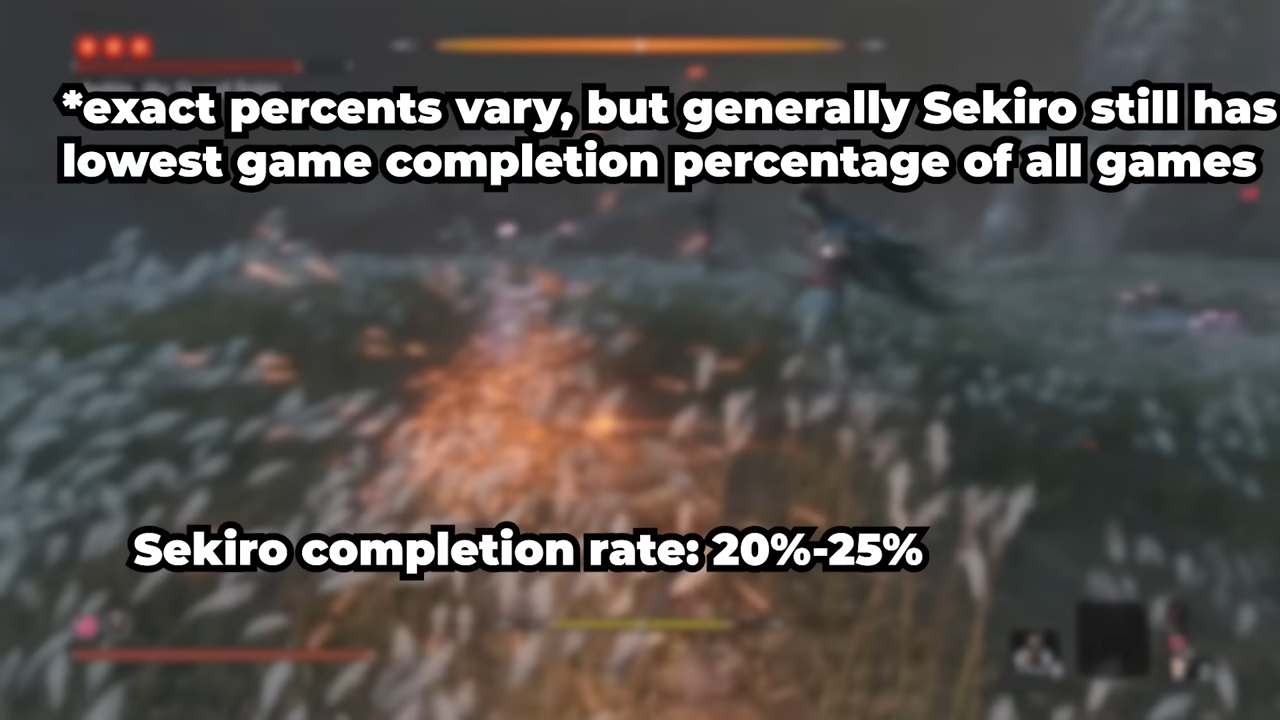 *exact percents vary, but generally Sekiro still has
lowest game completion percentage of all games
Sekiro completion rate: 20%-25%